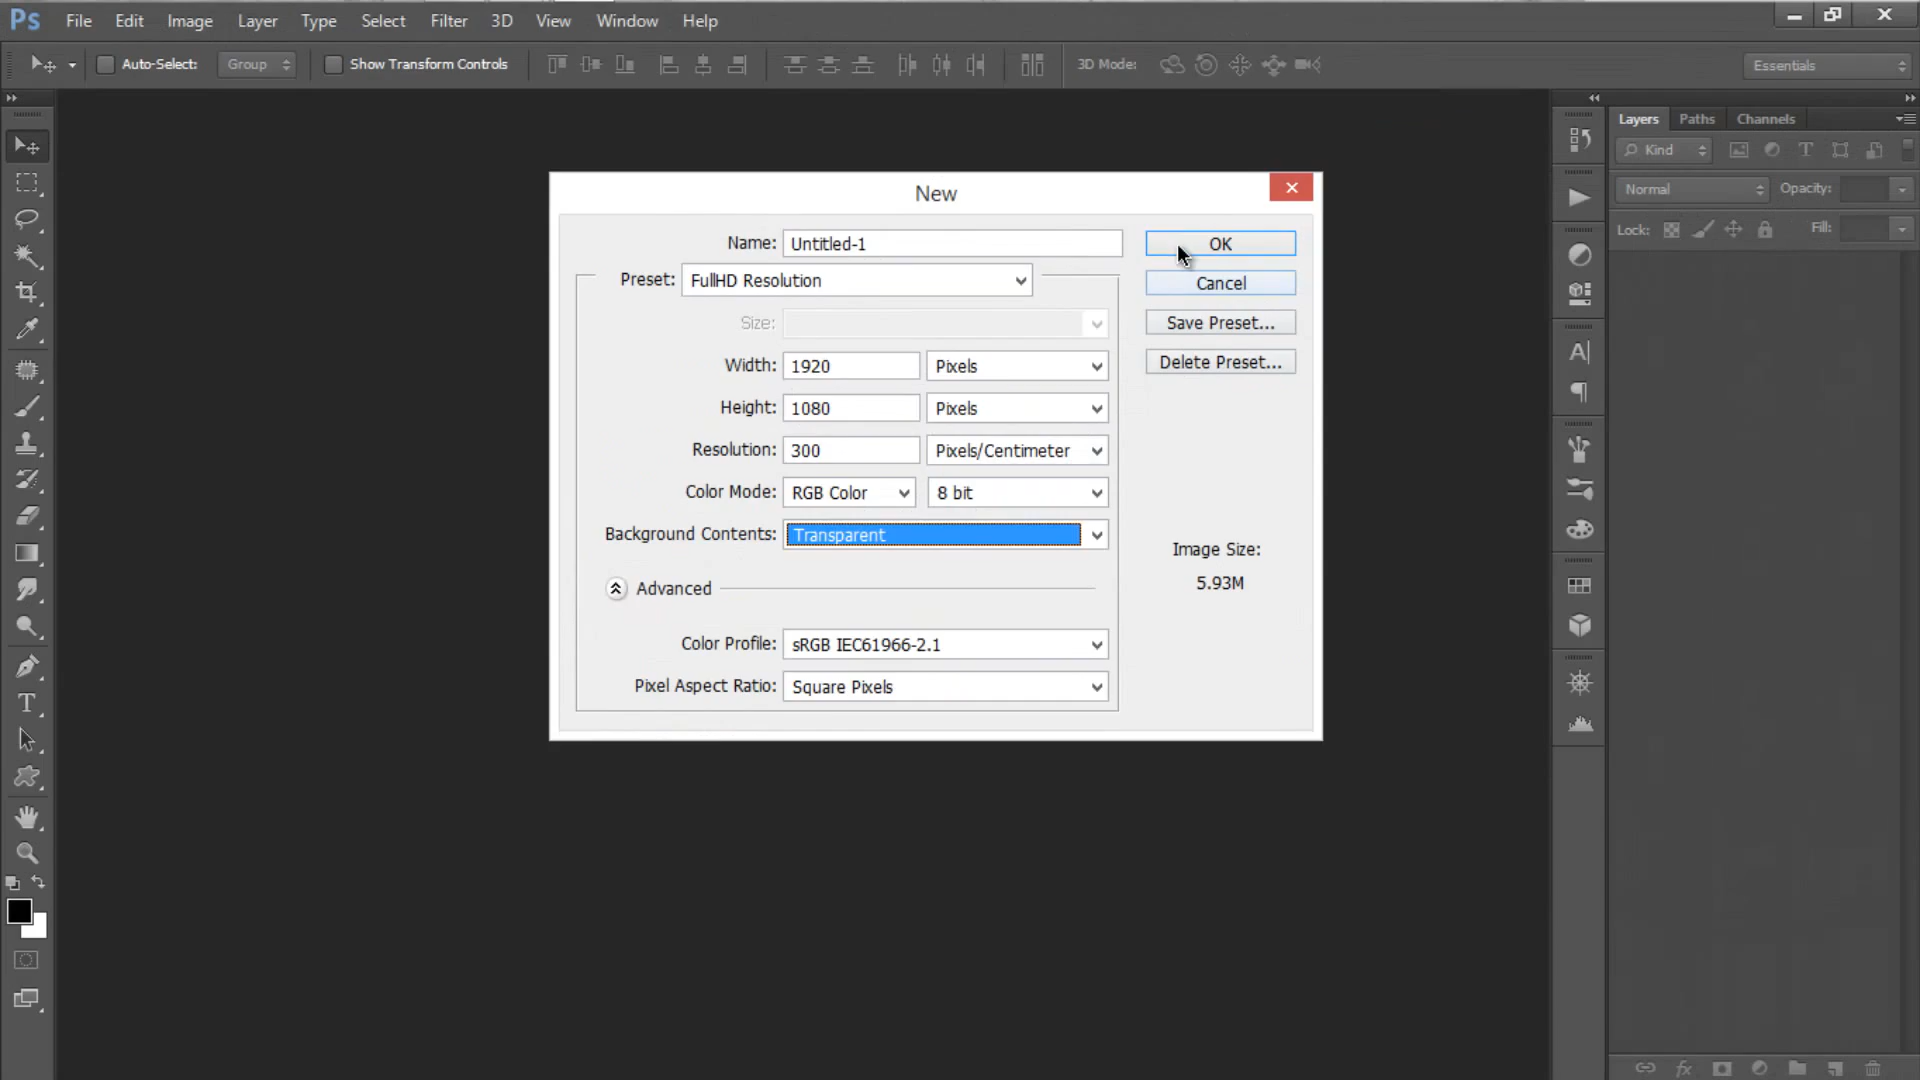 Ps File Edit Image Layer Type Select Filter 3D View Window Help
Auto-Select: Group Show Transform Controls 3D Mode: Essentials
Layers Paths Channels
Kind
Normal Opacity:
Lock: Fill:
New
Name: Untitled-1 OK
Preset: FullHD Resolution Cancel
Size: Save Preset...
Width: 1920 Pixels Delete Preset...
Height: 1080 Pixels
Resolution: 300 Pixels/Centimeter
Color Mode: RGB Color 8 bit
Background Contents: Transparent
Image Size:
5.93M
Advanced
Color Profile: sRGB IEC61966-2.1
Pixel Aspect Ratio: Square Pixels